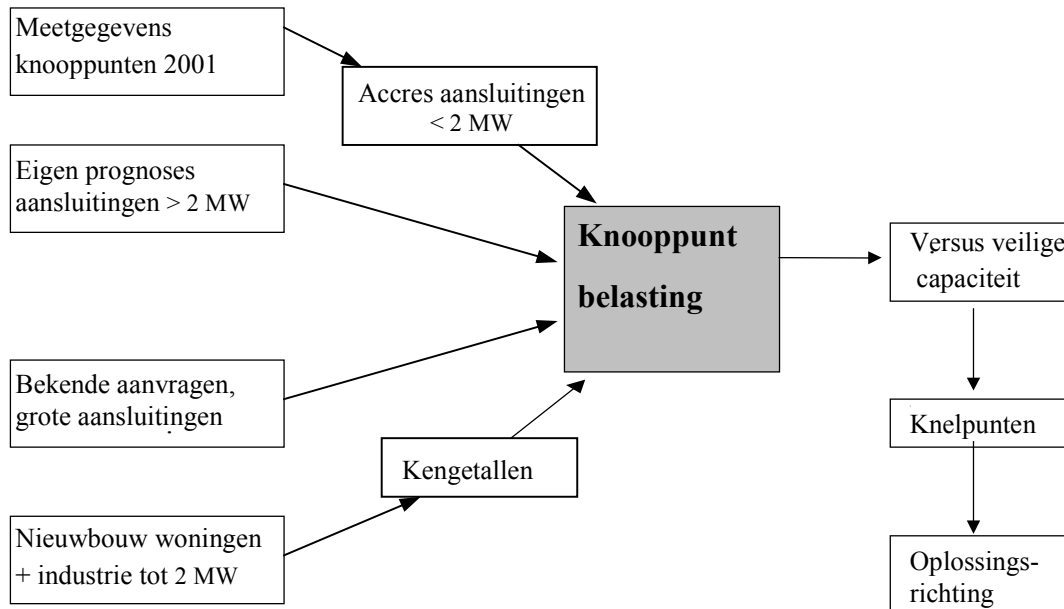 Meetgegevens
knooppunten 2001
Accres aansluitingen
< 2 MW
Eigen prognoses
aansluitingen > 2 MW
Knooppunt
belasting
Versus veilige
capaciteit
Bekende aanvragen,
grote aansluitingen
Knelpunten
Kengetallen
Nieuwbouw woningen
+ industrie tot 2 MW
Oplossings-
richting